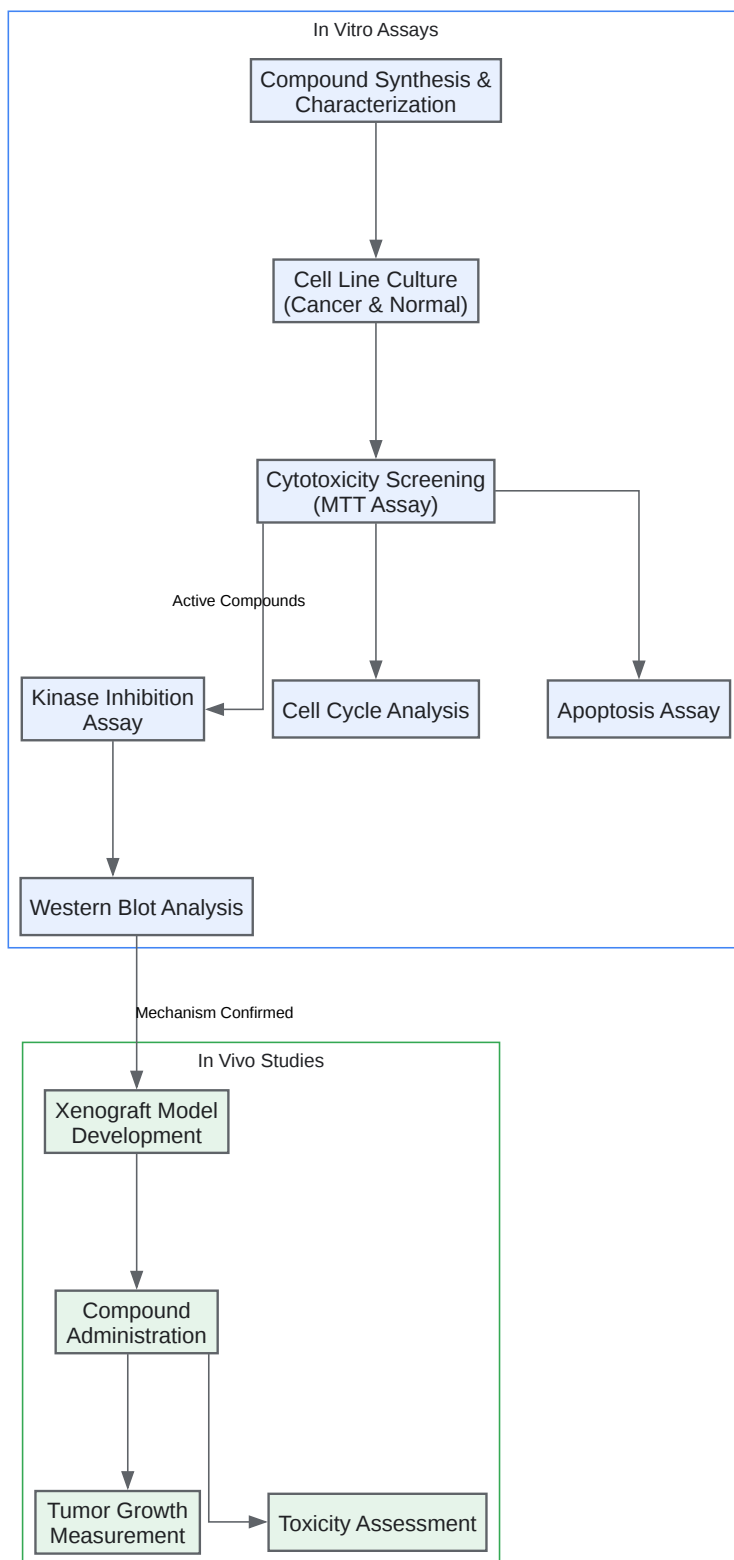 In Vitro Assays
Compound Synthesis &
Characterization
Cell Line Culture
(Cancer & Normal)
Cytotoxicity Screening
(MTT Assay)
Active Compounds
Kinase Inhibition
Assay
Cell Cycle Analysis
Apoptosis Assay
Western Blot Analysis
Mechanism Confirmed
In Vivo Studies
Xenograft Model
Development
Compound
Administration
Tumor Growth
Measurement
Toxicity Assessment